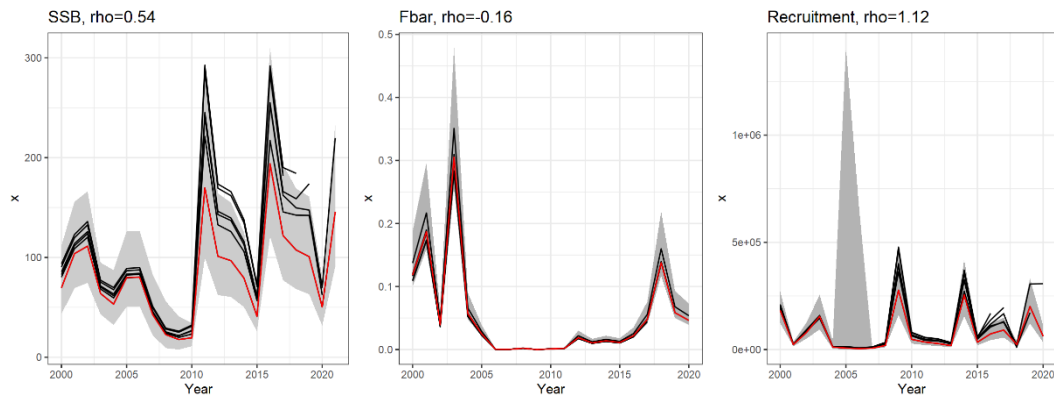 SSB, rho=0.54
300
200
100
0
x
2000
2005
2010
2015
2020
Year
Fbar, rho=-0.16
0.5
0.4
0.3
0.2
0.1
0.0
x
2000
2005
2010
2015
2020
Year
Recruitment, rho=1.12
1e+06
5e+05
0e+00
x
2000
2005
2010
2015
2020
Year